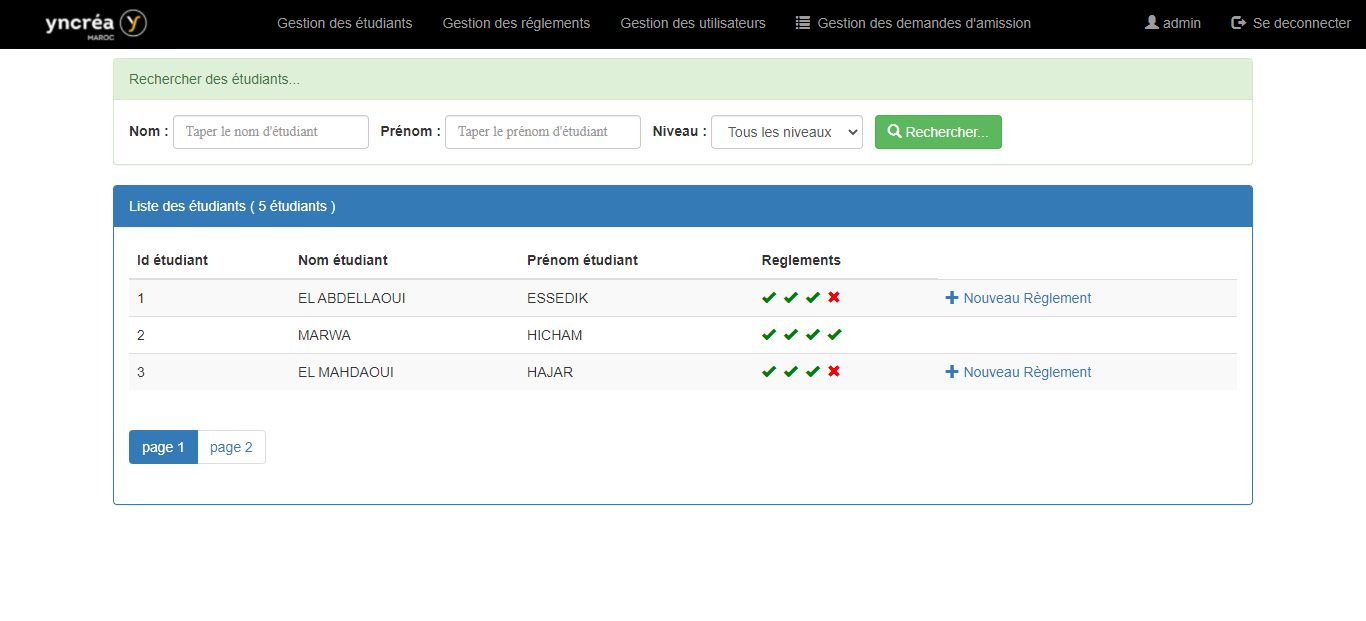 yncréa MAROC Gestion des étudiants Gestion des réglements Gestion des utilisateurs Gestion des demandes d'amission admin Se deconnecter
Rechercher des étudiants...
Nom : Taper le nom d'étudiant Prénom : Taper le prénom d'étudiant Niveau : Tous les niveaux Rechercher...
Liste des étudiants ( 5 étudiants )
Id étudiant Nom étudiant Prénom étudiant Reglements
1 EL ABDELLAOUI ESSEDIK Nouveau Règlement
2 MARWA HICHAM
3 EL MAHDAOUI HAJAR Nouveau Règlement
page 1 page 2